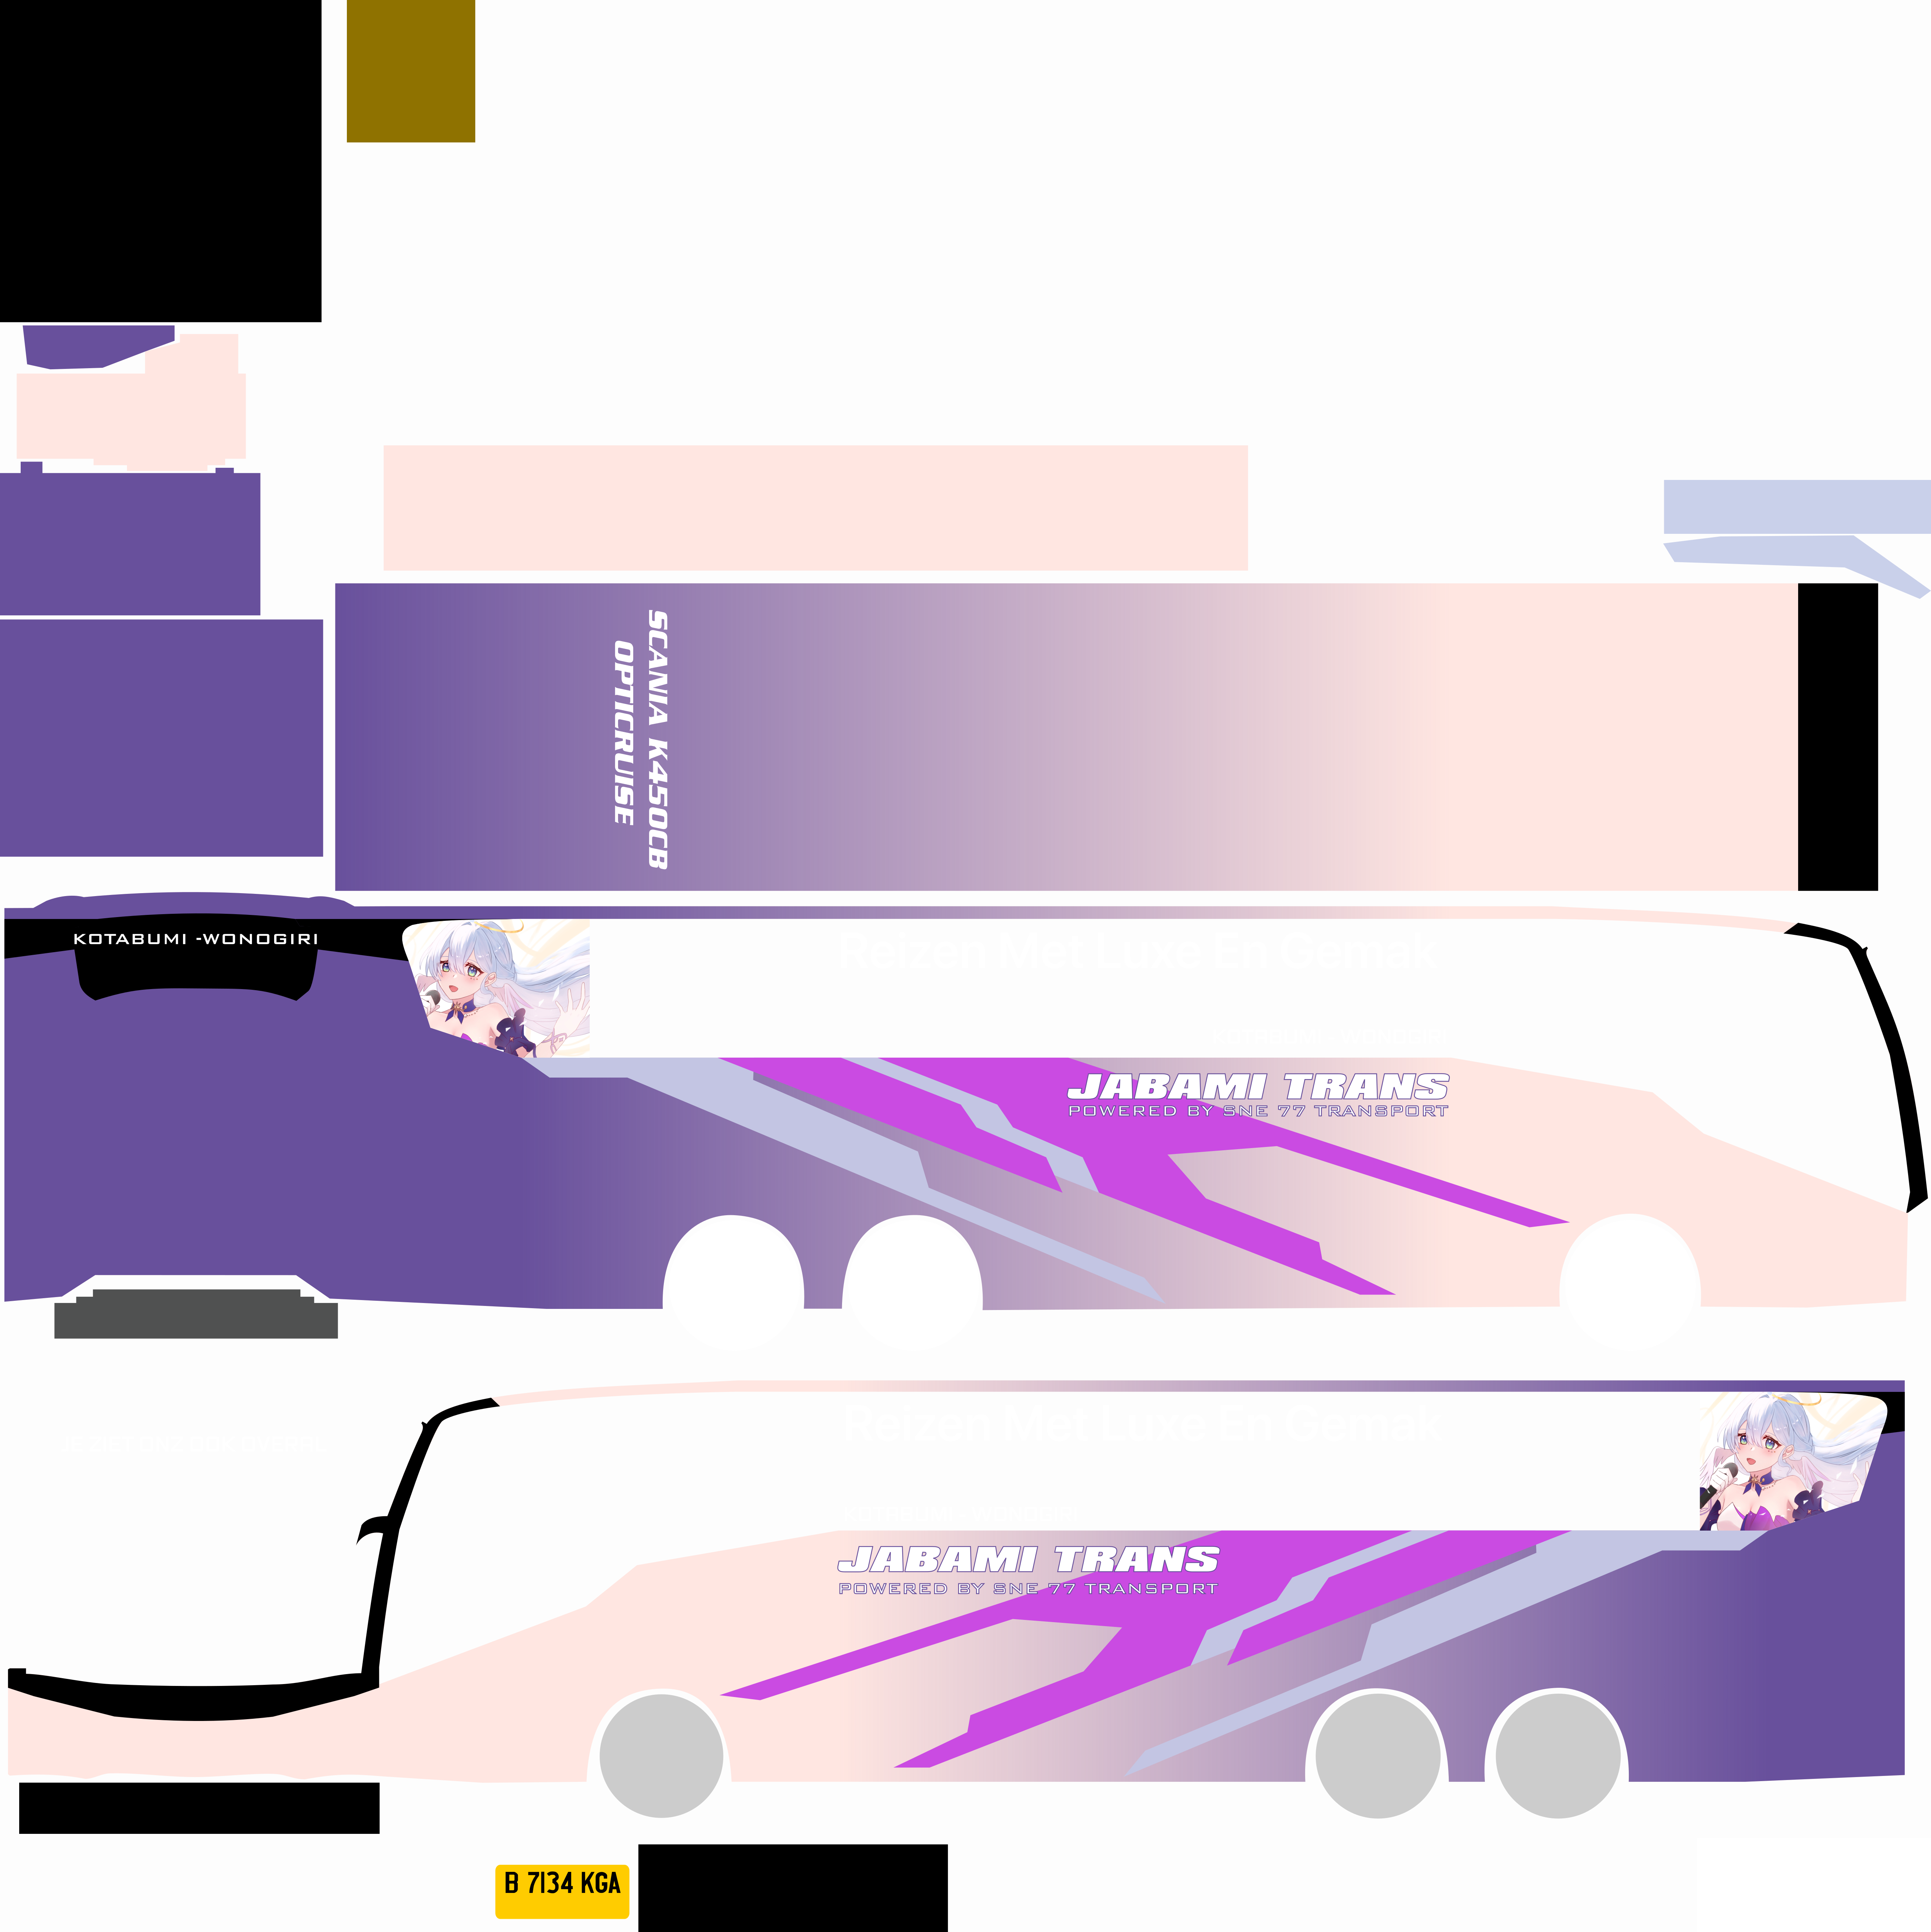 SCANIA K450CB
OPTICRUISE
KOTABUMI -WONOGIRI
Reizen Met Luxe En Gemak
JABAMI TRANS
POWERED BY SNE 77 TRANSPORT
Reizen Met Luxe En Gemak
JABAMI TRANS
POWERED BY SNE 77 TRANSPORT
B 7134 KGA